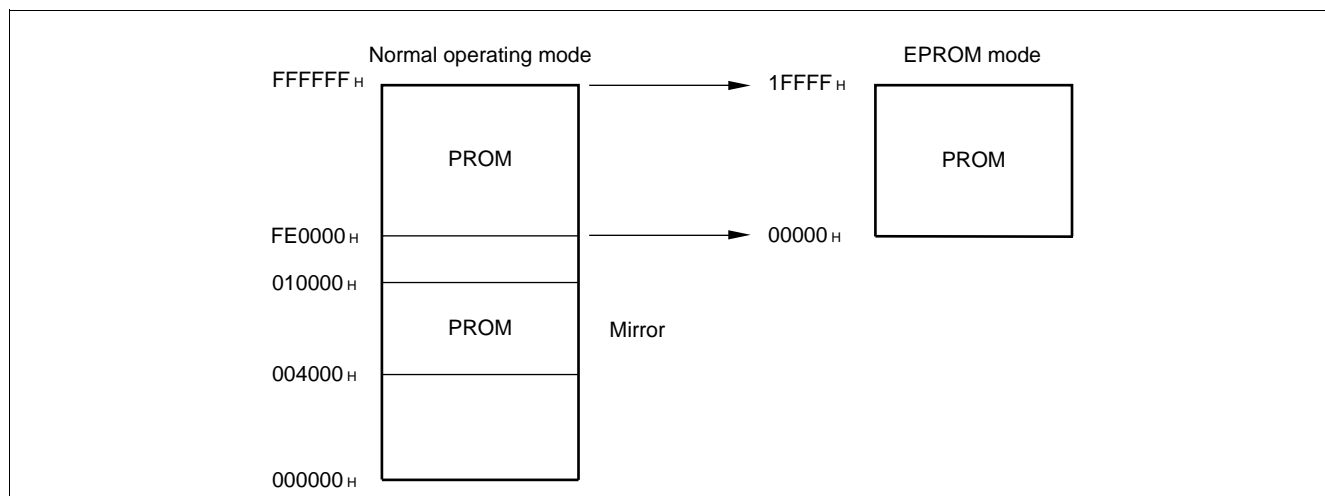 Normal operating mode
EPROM mode
FFFFFF H
1FFFF H
PROM
PROM
FE0000 H
00000 H
010000 H
PROM
Mirror
004000 H
000000 H